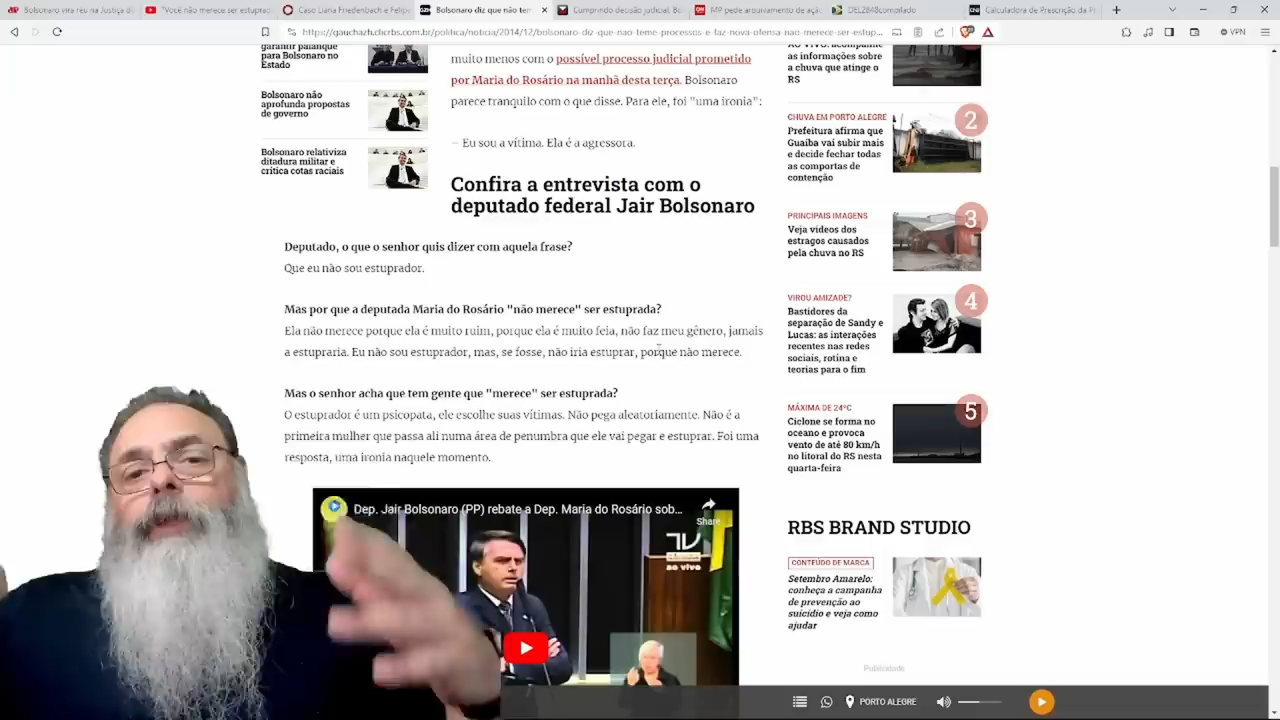 Bolsonaro virá réu na Justiça d
Você não merece ser estuprad
Caso Liana Friedenbach e Felip
Bolsonaro diz que não tem
Cumprindo decisão judicial, Bols
MP pede arquivamento de ação
DEL2848compilado
Calculadora de Prescrição da P
https://gauchazh.clicrbs.com.br/politica/noticia/2014/12/bolsonaro-diz-que-nao-teme-processos-e-faz-nova-ofensa-nao-merece-ser-estup...
VPN
garantir palanque
para Bolsonaro no
Estado
Bolsonaro não
aprofunda propostas
de governo
Bolsonaro relativiza
ditadura militar e
critica cotas raciais
muito menos com o possível processo judicial prometido
por Maria do Rosário na manhã desta terça. Bolsonaro
parece tranquilo com o que disse. Para ele, foi "uma ironia":
– Eu sou a vítima. Ela é a agressora.
Confira a entrevista com o
deputado federal Jair Bolsonaro
Deputado, o que o senhor quis dizer com aquela frase?
Que eu não sou estuprador.
Mas por que a deputada Maria do Rosário "não merece" ser estuprada?
Ela não merece porque ela é muito ruim, porque ela é muito feia, não faz meu gênero, jamais
a estupraria. Eu não sou estuprador, mas, se fosse, não iria estuprar, porque não merece.
Mas o senhor acha que tem gente que "merece" ser estuprada?
O estuprador é um psicopata, ele escolhe suas vítimas. Não pega aleatoriamente. Não é a
primeira mulher que passa ali numa área de penumbra que ele vai pegar e estuprar. Foi uma
resposta, uma ironia naquele momento.
Dep. Jair Bolsonaro (PP) rebate a Dep. Maria do Rosário sob...
Share
TV
ao vivo
AO VIVO: acompanhe
as informações sobre
a chuva que atinge o
RS
CHUVA EM PORTO ALEGRE
2
Prefeitura afirma que
Guaíba vai subir mais
e decide fechar todas
as comportas de
contenção
PRINCIPAIS IMAGENS
3
Veja vídeos dos
estragos causados
pela chuva no RS
VIROU AMIZADE?
4
Bastidores da
separação de Sandy e
Lucas: as interações
recentes nas redes
sociais, rotina e
teorias para o fim
MÁXIMA DE 24ºC
5
Ciclone se forma no
oceano e provoca
vento de até 80 km/h
no litoral do RS nesta
quarta-feira
RBS BRAND STUDIO
CONTEÚDO DE MARCA
Setembro Amarelo:
conheça a campanha
de prevenção ao
suicídio e veja como
ajudar
Publicidade
PORTO ALEGRE